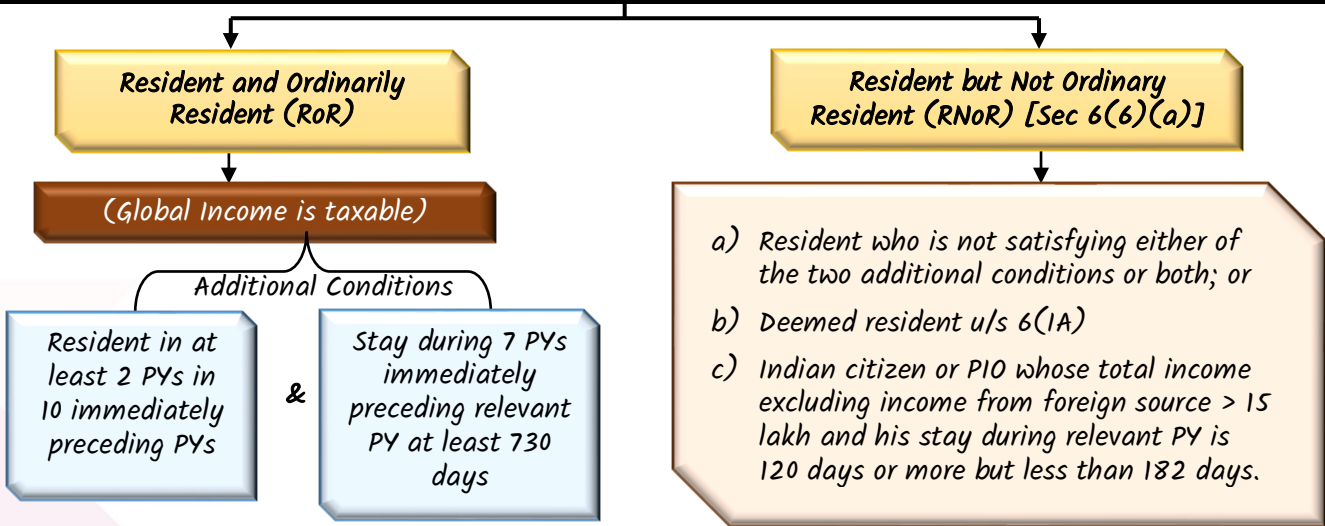 Resident and Ordinarily
Resident (RoR)
(Global Income is taxable)
Additional Conditions
Resident in at
least 2 PYs in
10 immediately
preceding PYs
&
Stay during 7 PYs
immediately
preceding relevant
PY at least 730
days
Resident but Not Ordinary
Resident (RNoR) [Sec 6(6)(a)]
a) Resident who is not satisfying either of
the two additional conditions or both; or
b) Deemed resident u/s 6(1A)
c) Indian citizen or PIO whose total income
excluding income from foreign source > 15
lakh and his stay during relevant PY is
120 days or more but less than 182 days.